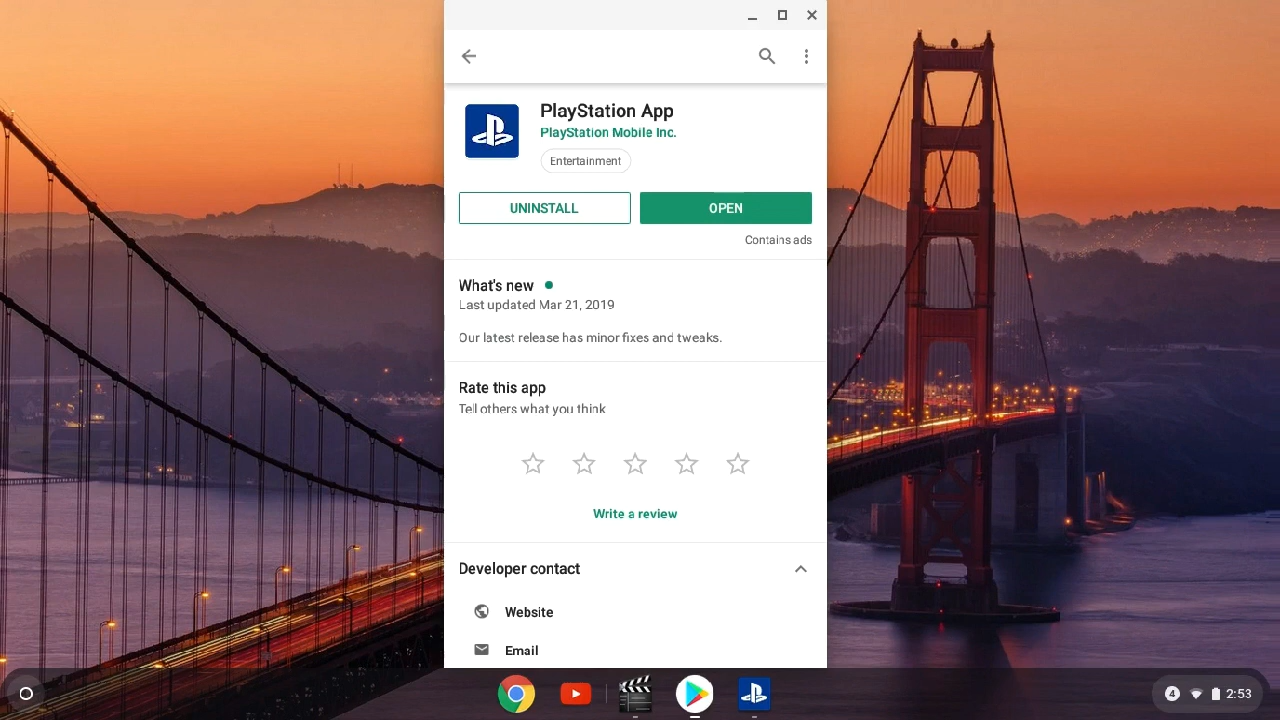 PlayStation App
PlayStation Mobile Inc.
Entertainment
UNINSTALL
OPEN
Contains ads
What's new
Last updated Mar 21, 2019
Our latest release has minor fixes and tweaks.
Rate this app
Tell others what you think
Write a review
Developer contact
Website
Email
4
2:53